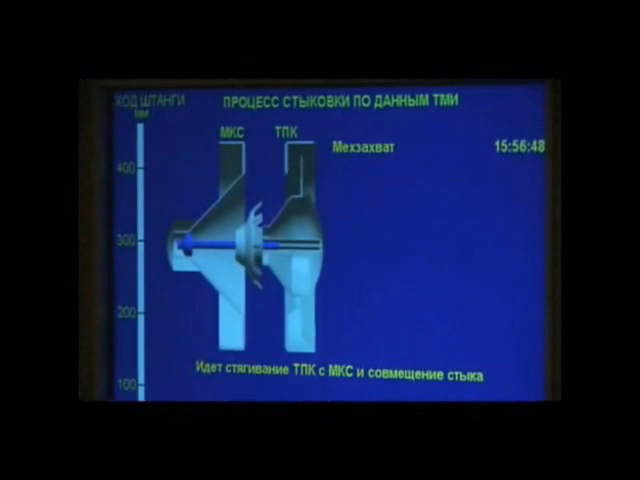 ХОД ШТАНГИ
ПРОЦЕСС СТЫКОВКИ ПО ДАННЫМ ТМИ
мм
МКС
ТПК
Мехзахват
15:56:48
400
300
200
100
Идет стягивание ТПК с МКС и совмещение стыка